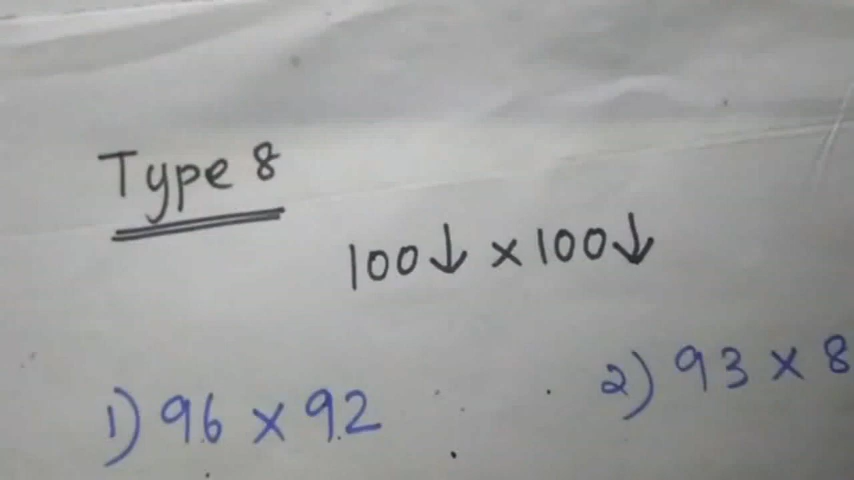 Type 8
100↓ × 100↓
1) 96 × 92
2) 93 × 8